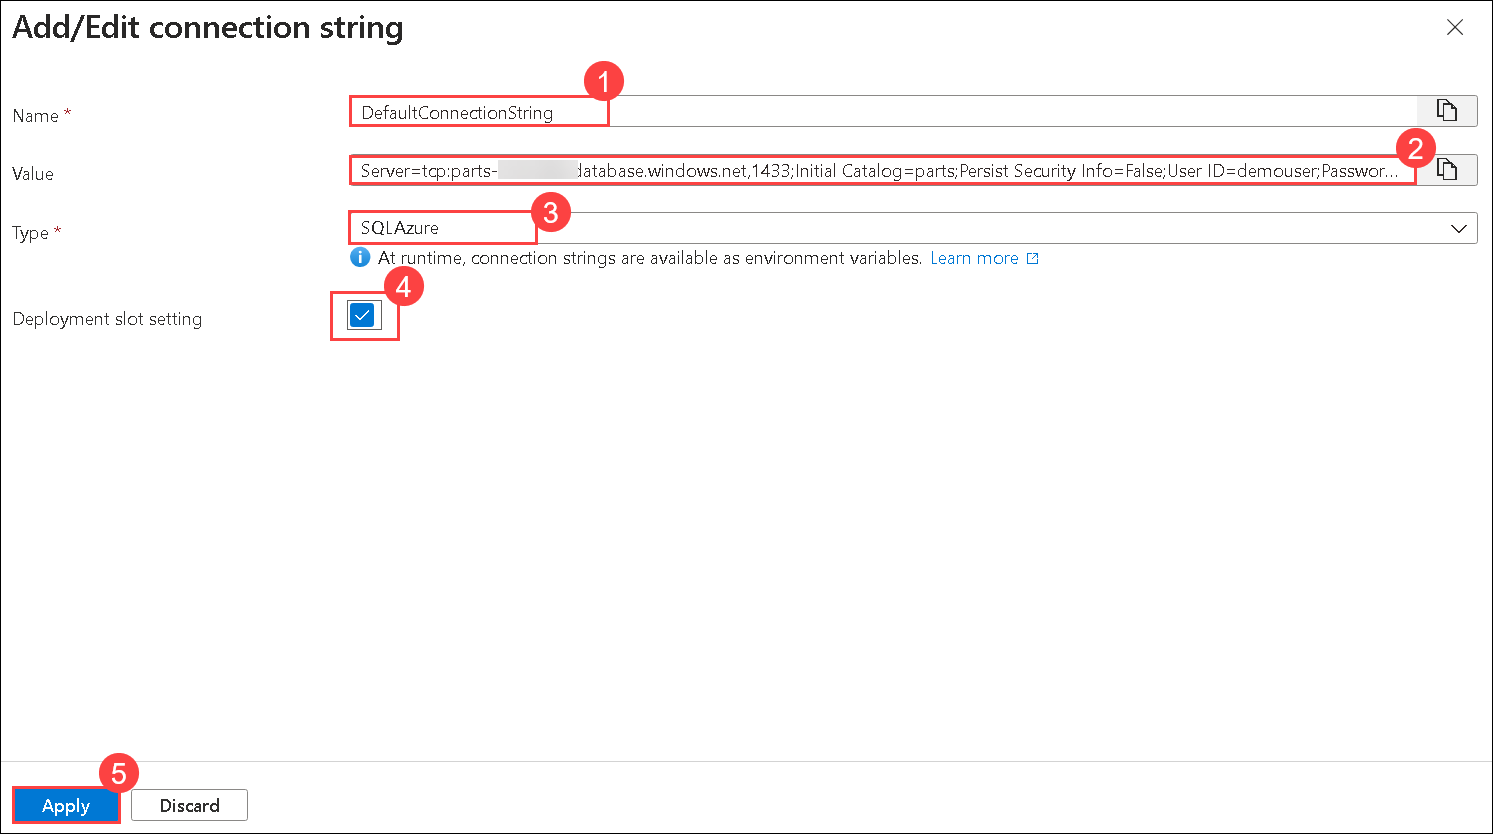 Add/Edit connection string
1
Name *
DefaultConnectionString
2
Value
Server=tcp:parts- database.windows.net,1433;Initial Catalog=parts;Persist Security Info=False;User ID=demouser;Passwor...
3
Type *
SQLAzure
At runtime, connection strings are available as environment variables. Learn more
4
Deployment slot setting
5
Apply
Discard